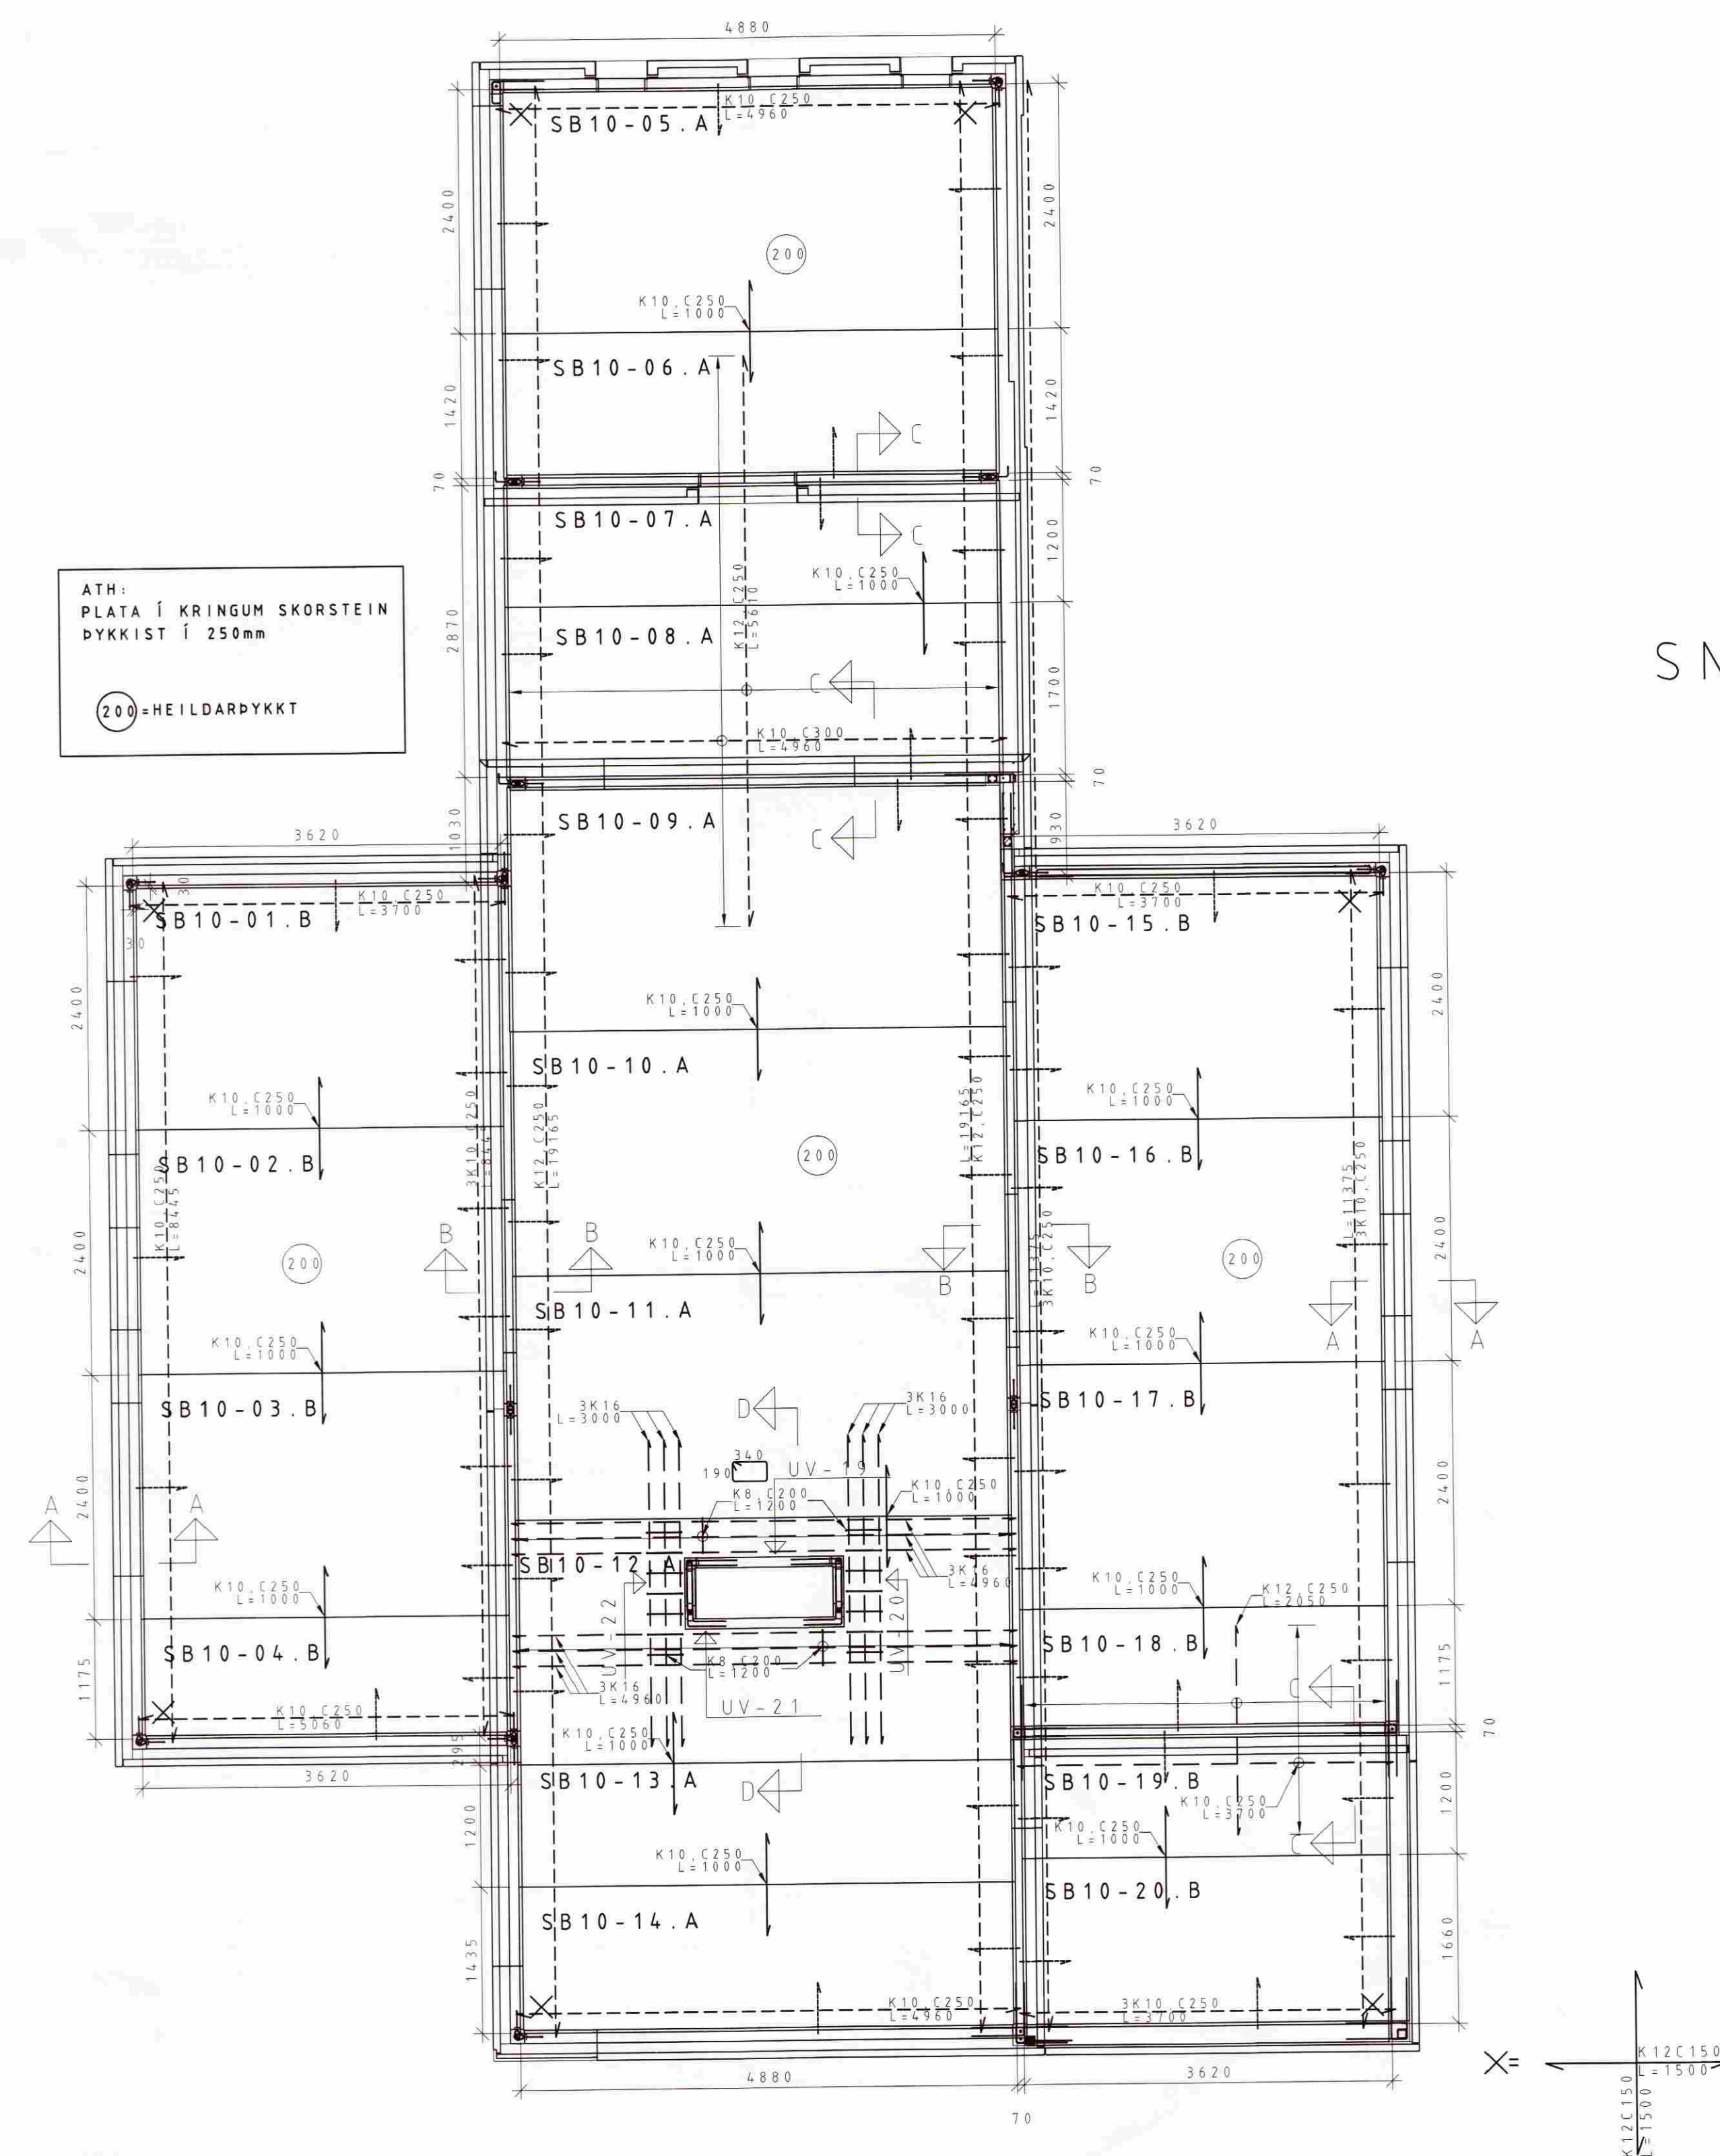 4880
K10,C250
L=4960
SB10-05.A
2400
2400
200
K10,C250
L=1000
SB10-06.A
1420
1420
C
70
70
SB10-07.A
C
1200
K12,C250
L=5610
K10,C250
L=1000
ATH:
PLATA Í KRINGUM SKORSTEIN
ÞYKKIST Í 250mm
200 =HEILDARÞYKKT
2870
SB10-08.A
C
1700
K10,C300
L=4960
70
SB10-09.A
C
1030
930
3620
3620
30
K10,C250
L=3700
SB10-01.B
30
K10,C250
L=3700
SB10-15.B
2400
2400
K10,C250
L=1000
SB10-10.A
K10,C250
L=1000
K10,C250
L=1000
SB10-02.B
SB10-16.B
3K10,C250
K12,C250
L=19165
L=19165
K12,C250
200
K10,C250
L=8445
L=11375
3K10,C250
3K10,C250
2400
2400
B
B
K10,C250
L=1000
B
B
200
200
SB10-11.A
A
A
K10,C250
L=1000
K10,C250
L=1000
SB10-03.B
SB10-17.B
3K16
L=3000
D
3K16
L=3000
2400
2400
340
190
UV-19
K8,C200
L=1200
K10,C250
L=1000
A
A
SB10-12.A
3K16
L=4960
K10,C250
L=1000
K10,C250
L=1000
K12,C250
L=2050
UV-22
UV-20
SB10-04.B
SB10-18.B
1175
1175
K8,C200
L=1200
3K16
L=4960
UV-21
C
K10,C250
L=5060
K10,C250
L=1000
295
70
3620
SB10-13.A
D
SB10-19.B
K10,C250
L=3700
1200
1200
K10,C250
L=1000
C
K10,C250
L=1000
SB10-14.A
SB10-20.B
1435
1660
K10,C250
L=4960
3K10,C250
L=3700
4880
3620
70
X=
K12C150
L=1500
K12C150
L=1500